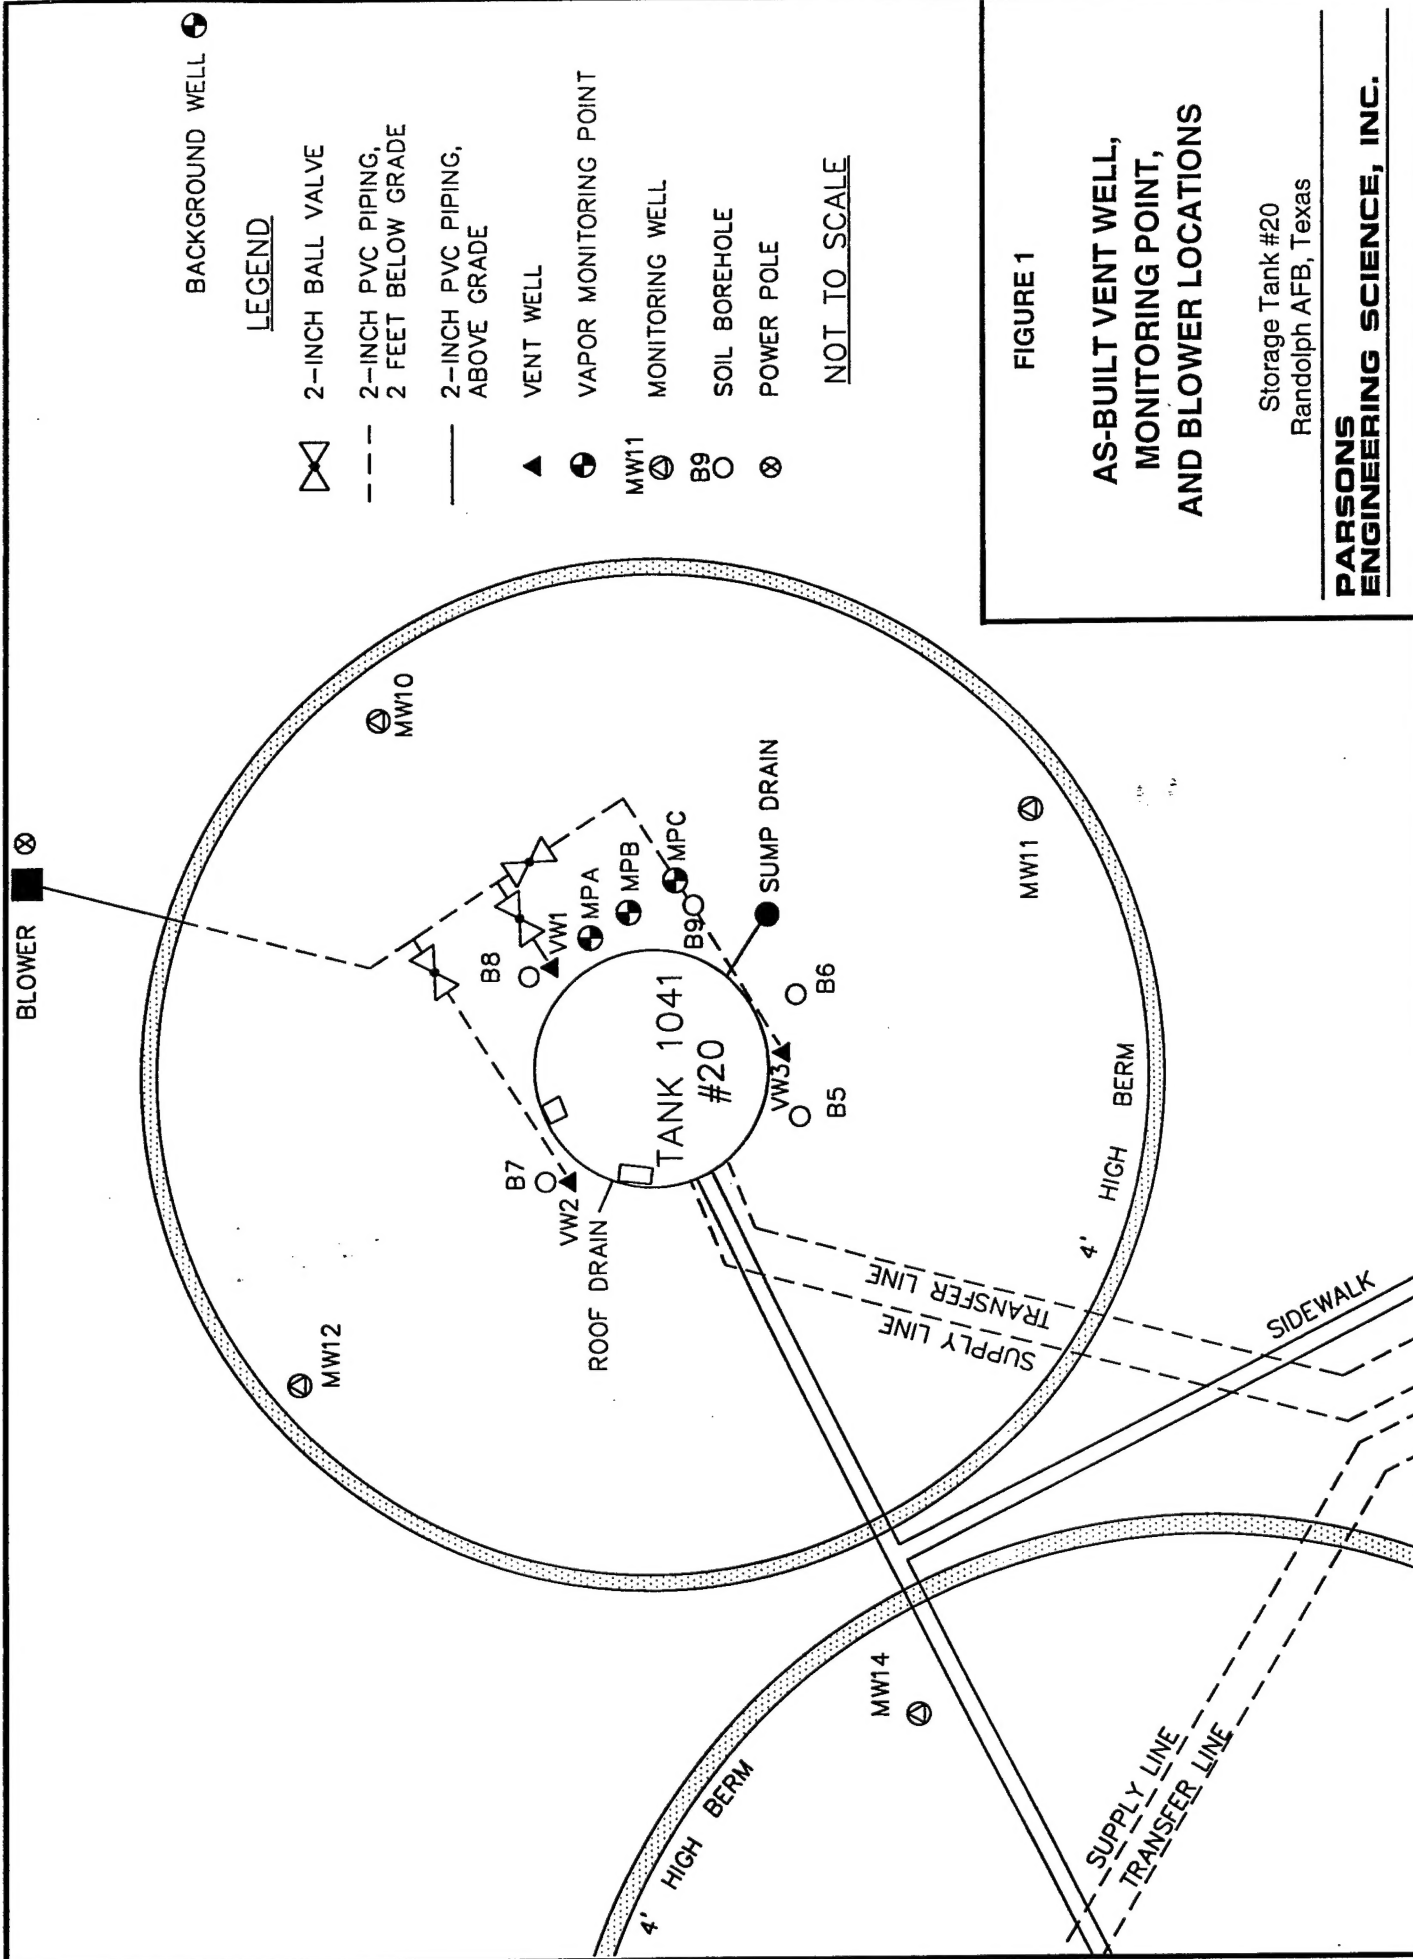 BACKGROUND WELL
LEGEND
2-INCH BALL VALVE
2-INCH PVC PIPING,
2 FEET BELOW GRADE
2-INCH PVC PIPING,
ABOVE GRADE
VENT WELL
VAPOR MONITORING POINT
MW11
MONITORING WELL
B9
SOIL BOREHOLE
POWER POLE
NOT TO SCALE
BLOWER
MW10
MW12
B8
VW1
MPA
MPB
MPC
B9
SUMP DRAIN
B7
VW2
ROOF DRAIN
TANK 1041
#20
VW3
B6
B5
MW11
4' HIGH BERM
TRANSFER LINE
SUPPLY LINE
SIDEWALK
MW14
4' HIGH BERM
SUPPLY LINE
TRANSFER LINE
FIGURE 1
AS-BUILT VENT WELL,
MONITORING POINT,
AND BLOWER LOCATIONS
Storage Tank #20
Randolph AFB, Texas
PARSONS
ENGINEERING SCIENCE, INC.